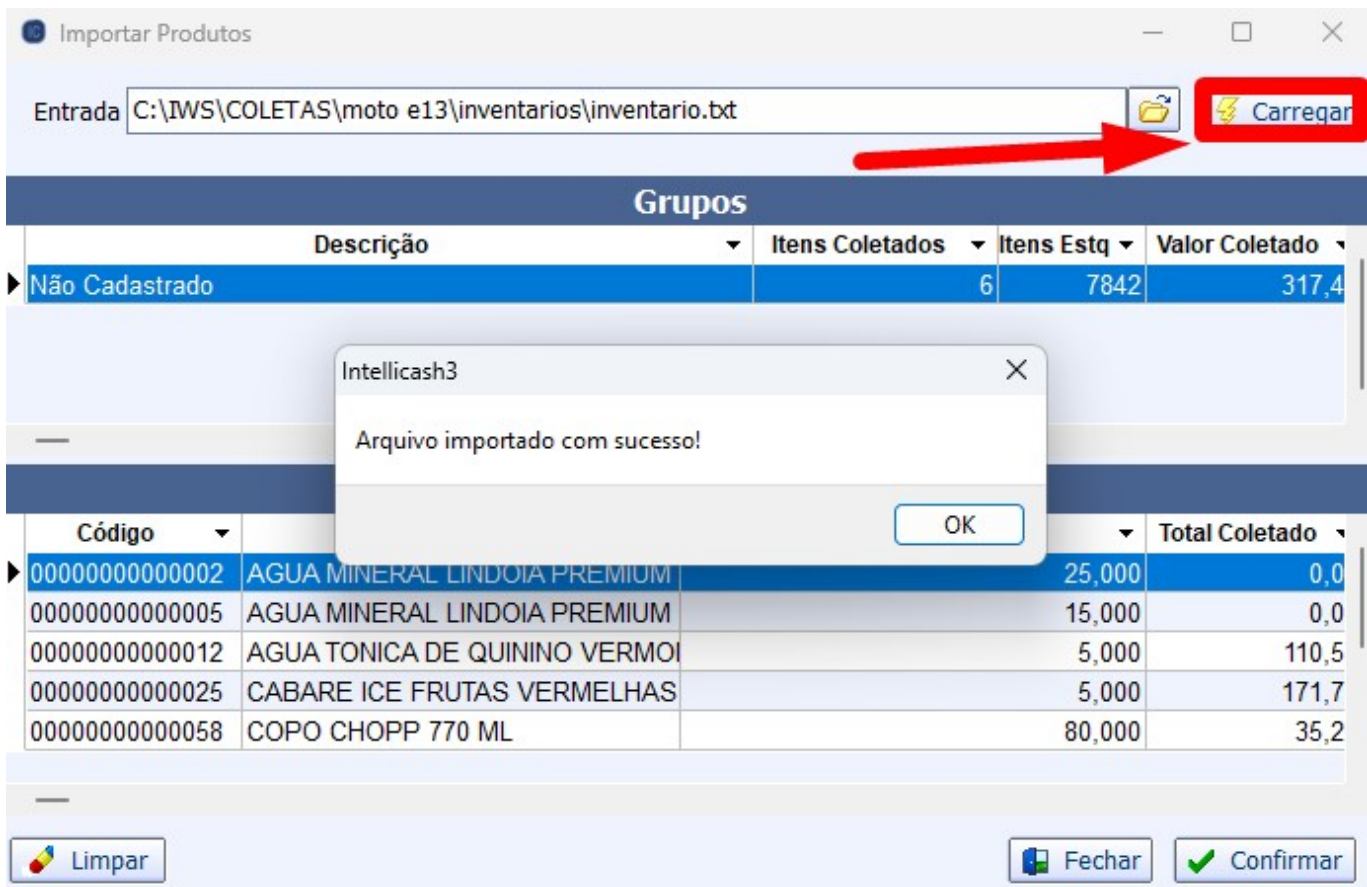 Importar Produtos
Entrada C:\IWS\COLETAS\moto e13\inventarios\inventario.txt Carregar
Grupos
Descrição Itens Coletados Itens Estq Valor Coletado
Não Cadastrado 6 7842 317,4
Intellicash3
Arquivo importado com sucesso!
OK
Código Total Coletado
00000000000002 AGUA MINERAL LINDOIA PREMIUM 25,000 0,0
00000000000005 AGUA MINERAL LINDOIA PREMIUM 15,000 0,0
00000000000012 AGUA TONICA DE QUININO VERMO 5,000 110,5
00000000000025 CABARE ICE FRUTAS VERMELHAS 5,000 171,7
00000000000058 COPO CHOPP 770 ML 80,000 35,2
Limpar Fechar Confirmar